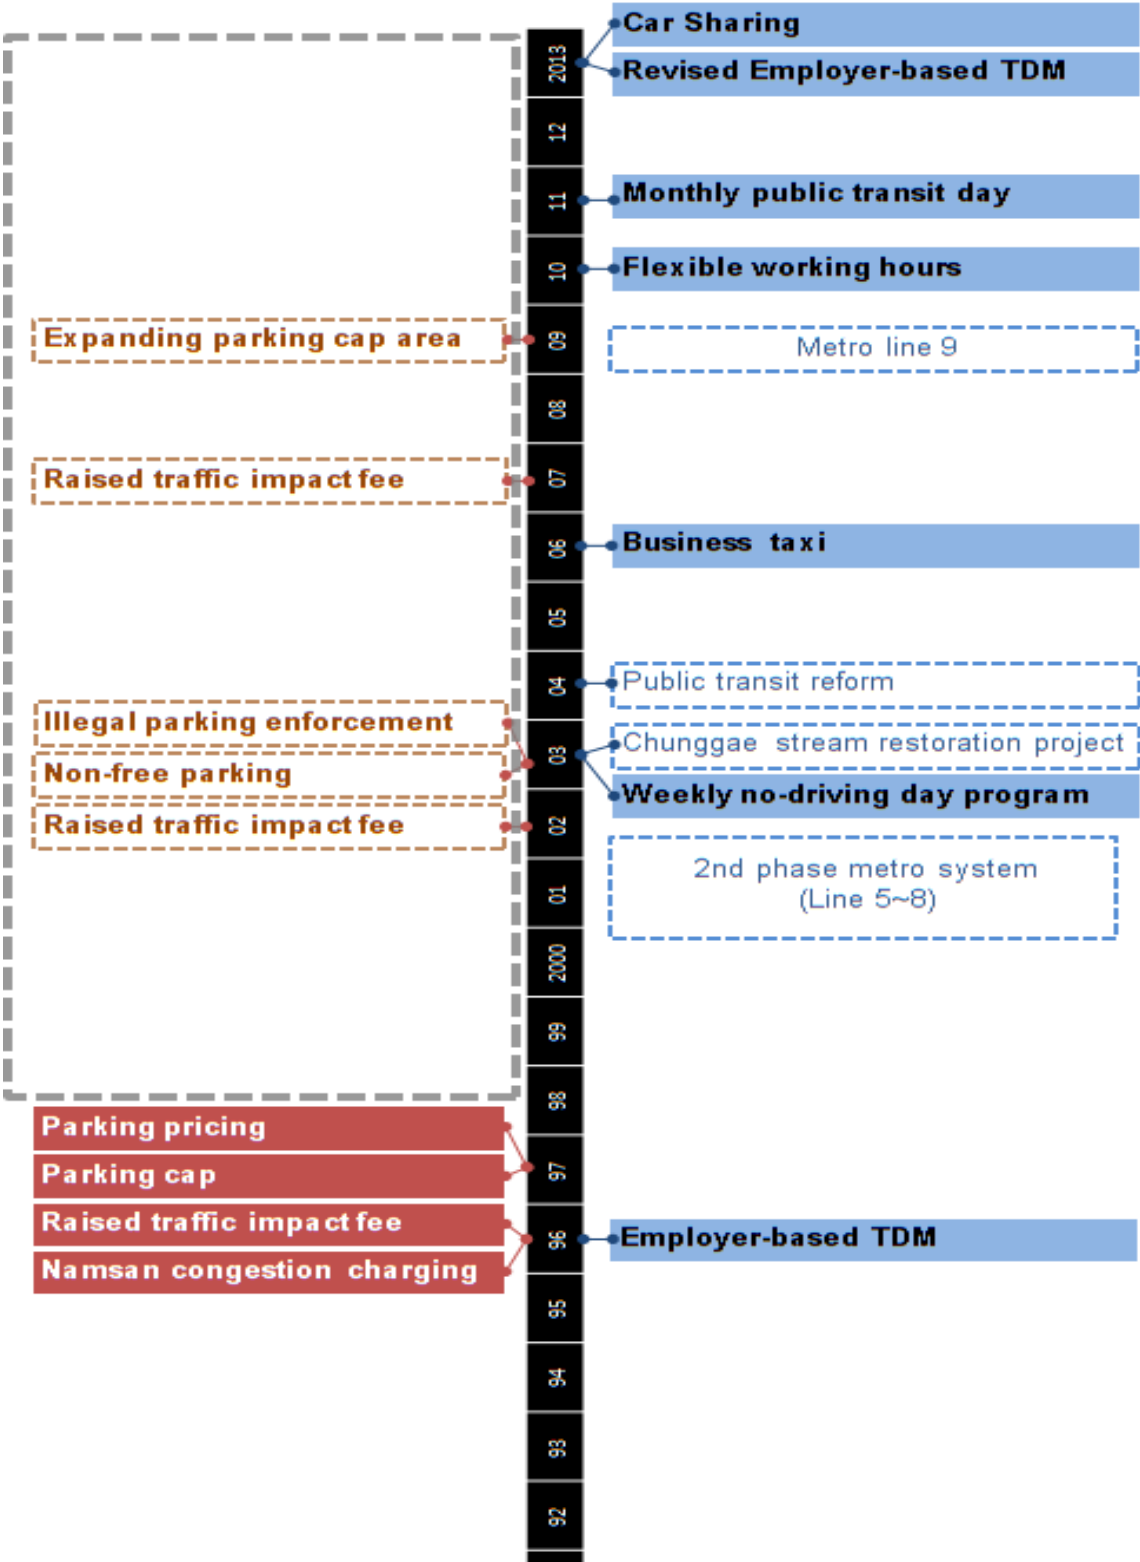 Car Sharing
2013
Revised Employer-based TDM
12
Monthly public transit day
11
Flexible working hours
10
Expanding parking cap area
09
Metro line 9
08
Raised traffic impact fee
07
Business taxi
06
05
Public transit reform
04
Illegal parking enforcement
Chunggae stream restoration project
03
Non-free parking
Weekly no-driving day program
Raised traffic impact fee
02
2nd phase metro system
(Line 5~8)
01
2000
99
98
Parking pricing
97
Parking cap
Raised traffic impact fee
96
Employer-based TDM
Namsan congestion charging
95
94
93
92